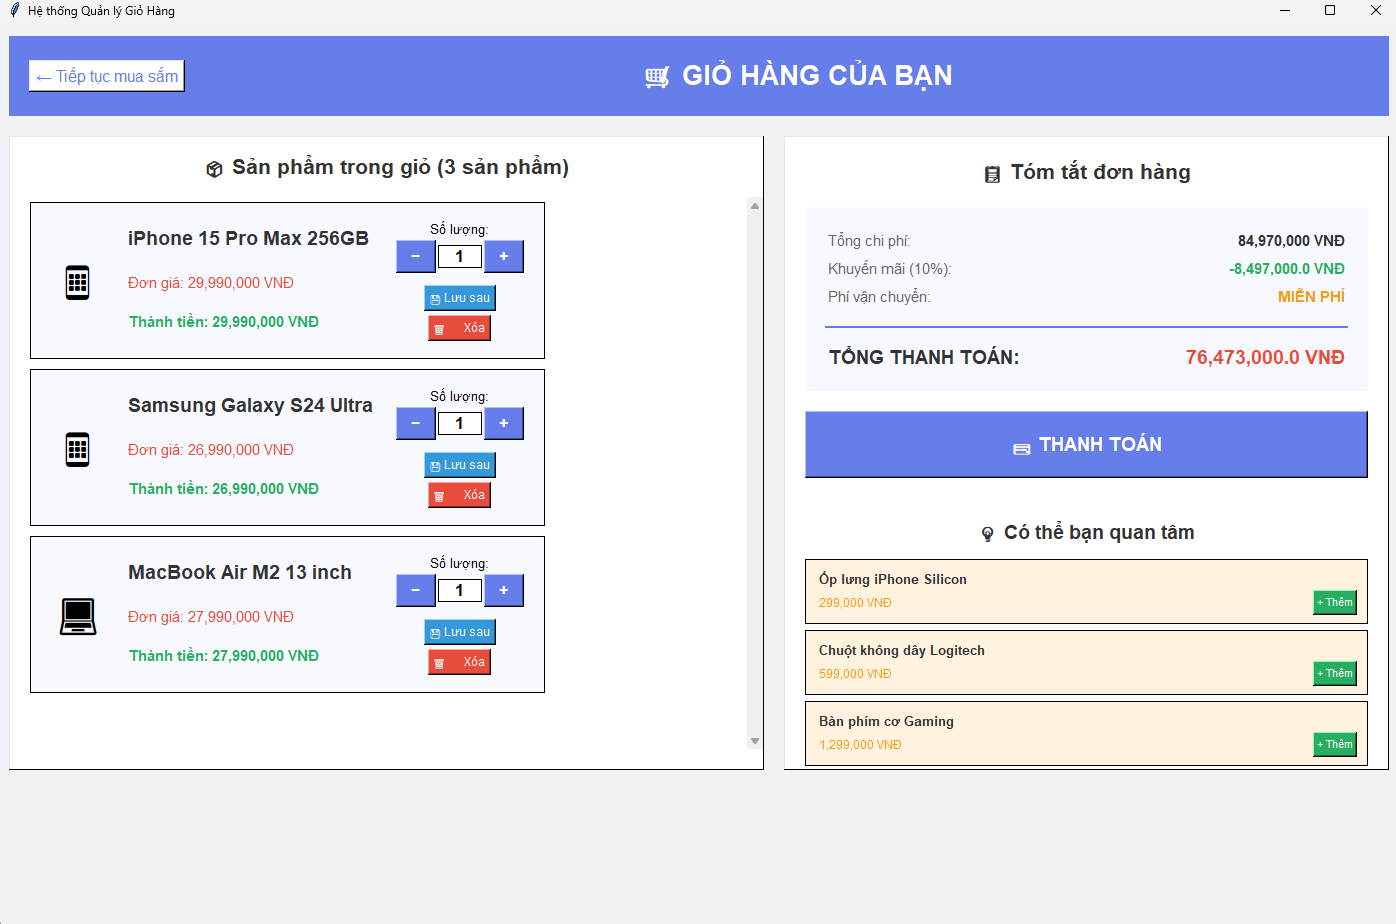 Hệ thống Quản lý Giỏ Hàng
← Tiếp tục mua sắm
GIỎ HÀNG CỦA BẠN
Sản phẩm trong giỏ (3 sản phẩm)
iPhone 15 Pro Max 256GB
Đơn giá: 29,990,000 VNĐ
Thành tiền: 29,990,000 VNĐ
Số lượng:
− 1 +
Lưu sau
Xóa
Samsung Galaxy S24 Ultra
Đơn giá: 26,990,000 VNĐ
Thành tiền: 26,990,000 VNĐ
Số lượng:
− 1 +
Lưu sau
Xóa
MacBook Air M2 13 inch
Đơn giá: 27,990,000 VNĐ
Thành tiền: 27,990,000 VNĐ
Số lượng:
− 1 +
Lưu sau
Xóa
Tóm tắt đơn hàng
Tổng chi phí: 84,970,000 VNĐ
Khuyến mãi (10%): -8,497,000.0 VNĐ
Phí vận chuyển: MIỄN PHÍ
TỔNG THANH TOÁN: 76,473,000.0 VNĐ
THANH TOÁN
Có thể bạn quan tâm
Ốp lưng iPhone Silicon
299,000 VNĐ
+ Thêm
Chuột không dây Logitech
599,000 VNĐ
+ Thêm
Bàn phím cơ Gaming
1,299,000 VNĐ
+ Thêm